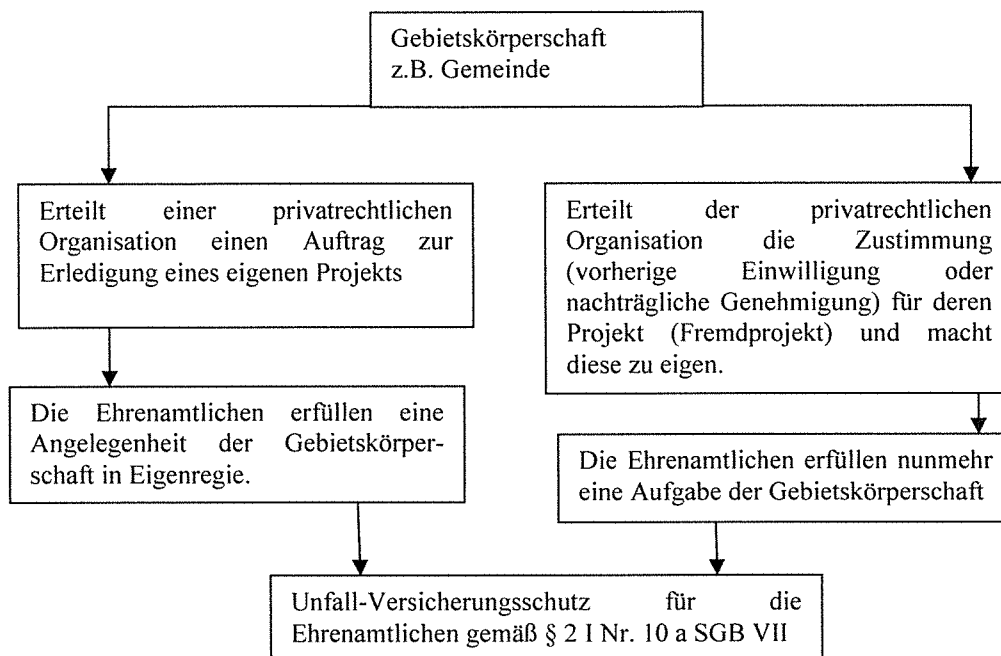 Gebietskörperschaft
z.B. Gemeinde
Erteilt einer privatrechtlichen
Organisation einen Auftrag zur
Erledigung eines eigenen Projekts
Erteilt der privatrechtlichen
Organisation die Zustimmung
(vorherige Einwilligung oder
nachträgliche Genehmigung) für deren
Projekt (Fremdprojekt) und macht
diese zu eigen.
Die Ehrenamtlichen erfüllen eine
Angelegenheit der Gebietskörper-
schaft in Eigenregie.
Die Ehrenamtlichen erfüllen nunmehr
eine Aufgabe der Gebietskörperschaft
Unfall-Versicherungsschutz für die
Ehrenamtlichen gemäß § 2 I Nr. 10 a SGB VII